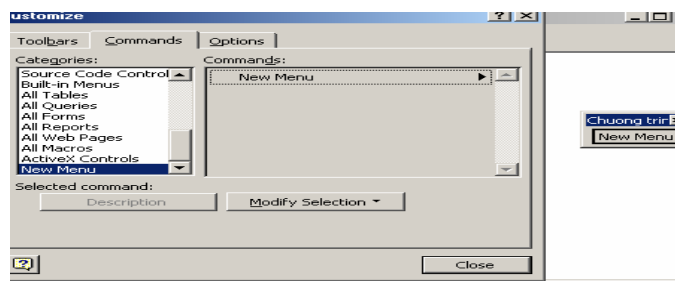 ustomize
Toolbars Commands Options
Categories: Commands:
Source Code Control
Built-in Menus
All Tables
All Queries
All Forms
All Reports
All Web Pages
All Macros
ActiveX Controls
New Menu
New Menu
Chuong trin
New Menu
Selected command:
Description Modify Selection
Close